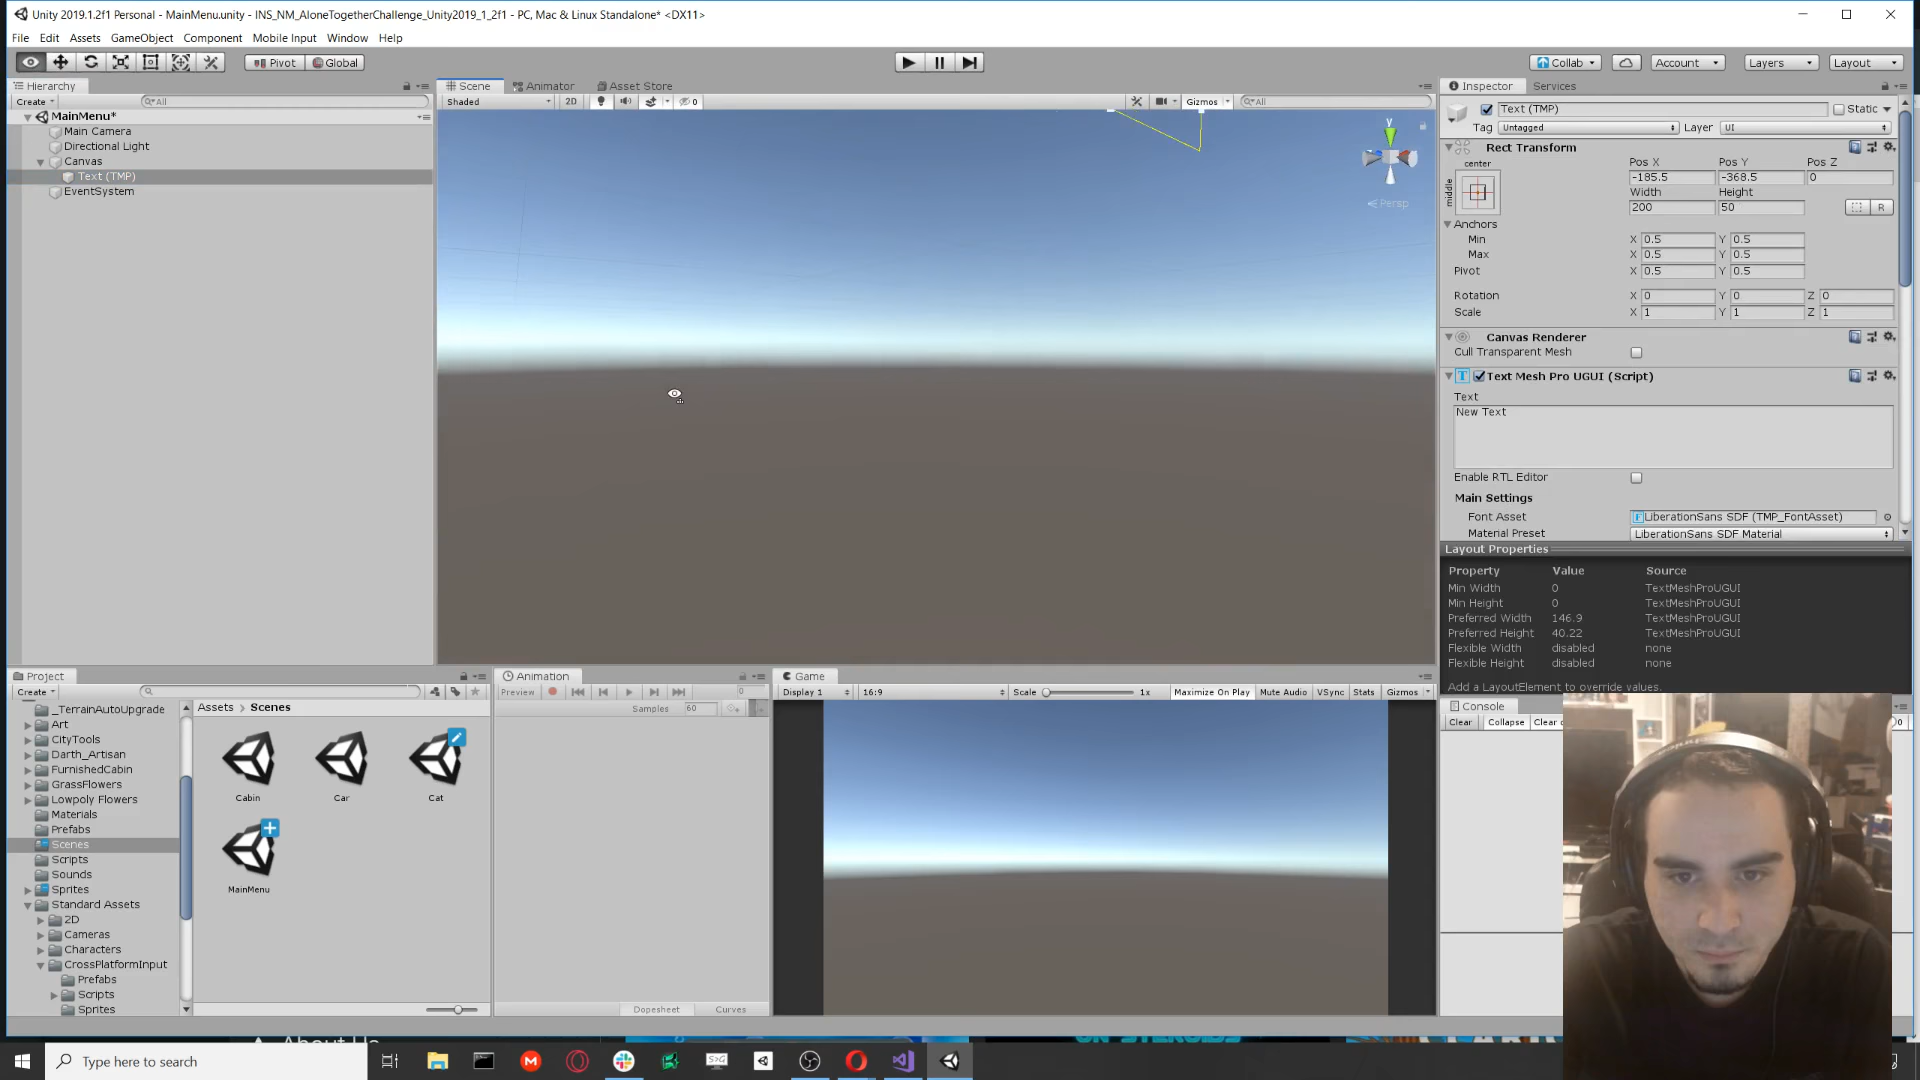 Unity 2019.1.2f1 Personal - MainMenu.unity - INS_NM_AloneTogetherChallenge_Unity2019_1_2f1 - PC, Mac & Linux Standalone* <DX11>
File Edit Assets GameObject Component Mobile Input Window Help
Pivot Global Collab Account Layers Layout
Hierarchy
Create All
MainMenu*
Main Camera
Directional Light
Canvas
Text (TMP)
EventSystem
Scene Animator Asset Store
Shaded 2D 0 Gizmos All
y
Persp
Inspector Services
Text (TMP) Static
Tag Untagged Layer UI
Rect Transform
center
middle
Pos X Pos Y Pos Z
-185.5 -368.5 0
Width Height
200 50 R
Anchors
Min X 0.5 Y 0.5
Max X 0.5 Y 0.5
Pivot X 0.5 Y 0.5
Rotation X 0 Y 0 Z 0
Scale X 1 Y 1 Z 1
Canvas Renderer
Cull Transparent Mesh
Text Mesh Pro UGUI (Script)
Text
New Text
Enable RTL Editor
Main Settings
Font Asset LiberationSans SDF (TMP_FontAsset)
Material Preset LiberationSans SDF Material
Layout Properties
Property Value Source
Min Width 0 TextMeshProUGUI
Min Height 0 TextMeshProUGUI
Preferred Width 146.9 TextMeshProUGUI
Preferred Height 40.22 TextMeshProUGUI
Flexible Width disabled none
Flexible Height disabled none
Add a LayoutElement to override values.
Project
Create
_TerrainAutoUpgrade
Art
CityTools
Darth_Artisan
FurnishedCabin
GrassFlowers
Lowpoly Flowers
Materials
Prefabs
Scenes
Scripts
Sounds
Sprites
Standard Assets
2D
Cameras
Characters
CrossPlatformInput
Prefabs
Scripts
Sprites
Assets > Scenes
Cabin Car Cat
MainMenu
Animation
Preview 0
Samples 60
Dopesheet Curves
Game
Display 1 16:9 Scale 1x Maximize On Play Mute Audio VSync Stats Gizmos
Console
Clear Collapse Clear 0
About Us
ON STEROIDS
Type here to search